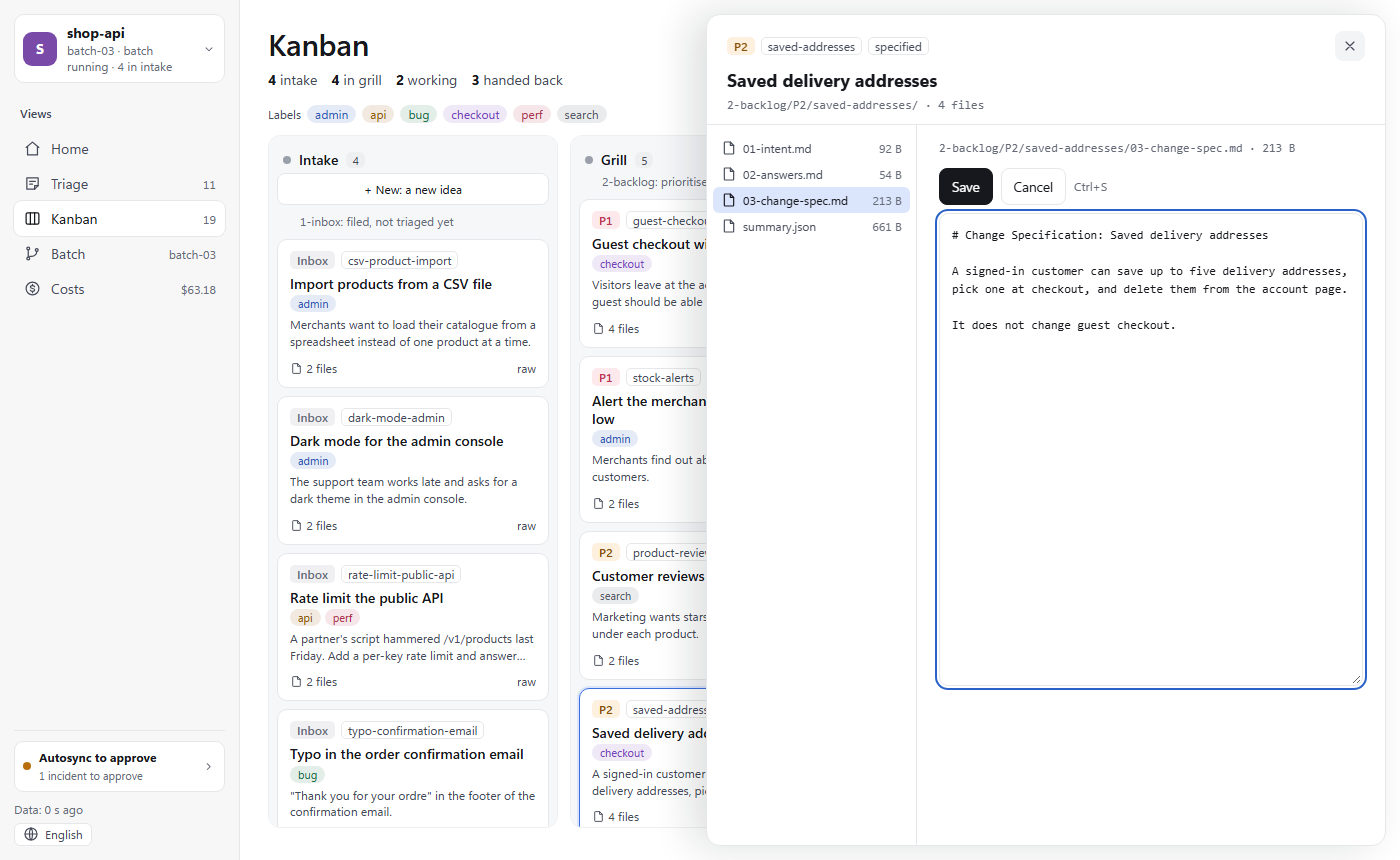 S
shop-api
batch-03 · batch
running · 4 in intake
Views
Home
Triage 11
Kanban 19
Batch batch-03
Costs $63.18
Autosync to approve
1 incident to approve
Data: 0 s ago
English
Kanban
4 intake 4 in grill 2 working 3 handed back
Labels admin api bug checkout perf search
Intake 4
+ New: a new idea
1-inbox: filed, not triaged yet
Inbox csv-product-import
Import products from a CSV file
admin
Merchants want to load their catalogue from a
spreadsheet instead of one product at a time.
2 files raw
Inbox dark-mode-admin
Dark mode for the admin console
admin
The support team works late and asks for a
dark theme in the admin console.
2 files raw
Inbox rate-limit-public-api
Rate limit the public API
api perf
A partner's script hammered /v1/products last
Friday. Add a per-key rate limit and answer...
2 files raw
Inbox typo-confirmation-email
Typo in the order confirmation email
bug
"Thank you for your ordre" in the footer of the
confirmation email.
Grill 5
2-backlog: prioritise
P1 guest-checkou
Guest checkout wi
checkout
Visitors leave at the a
guest should be able
4 files
P1 stock-alerts
Alert the merchan
low
admin
Merchants find out ab
customers.
2 files
P2 product-review
Customer reviews
search
Marketing wants stars
under each product.
2 files
P2 saved-address
Saved delivery add
checkout
A signed-in customer
delivery addresses, pi
4 files
P2 saved-addresses specified
Saved delivery addresses
2-backlog/P2/saved-addresses/ · 4 files
01-intent.md 92 B
02-answers.md 54 B
03-change-spec.md 213 B
summary.json 661 B
2-backlog/P2/saved-addresses/03-change-spec.md · 213 B
Save Cancel Ctrl+S
# Change Specification: Saved delivery addresses
A signed-in customer can save up to five delivery addresses,
pick one at checkout, and delete them from the account page.
It does not change guest checkout.